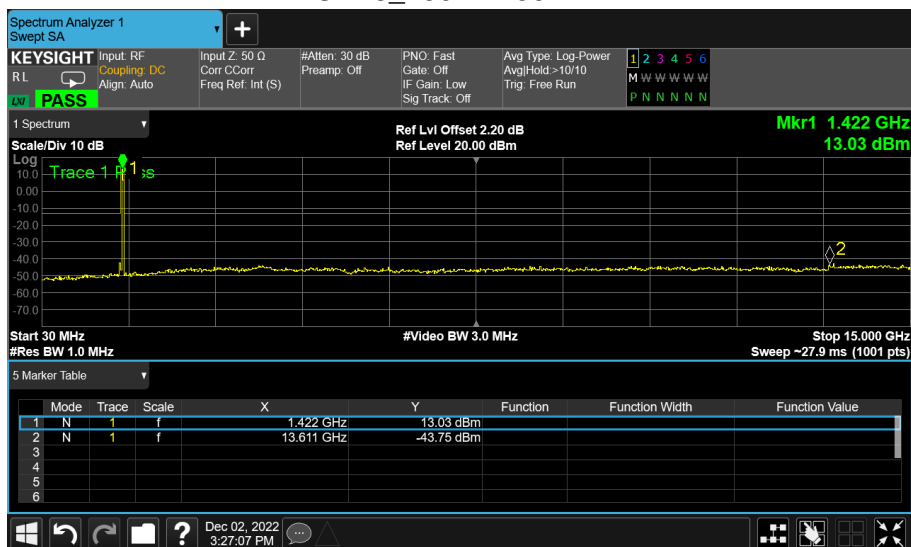 Spectrum Analyzer 1
Swept SA
KEYSIGHT Input: RF Input Z: 50 Ω #Atten: 30 dB PNO: Fast Avg Type: Log-Power 1 2 3 4 5 6
RL Coupling: DC Corr CCorr Preamp: Off Gate: Off Avg|Hold:>10/10 M W W W W W
Align: Auto Freq Ref: Int (S) IF Gain: Low Trig: Free Run
LXI PASS Sig Track: Off P N N N N N
1 Spectrum Ref Lvl Offset 2.20 dB Mkr1 1.422 GHz
Scale/Div 10 dB Ref Level 20.00 dBm 13.03 dBm
Log
10.0 Trace 1 P 1 ss
0.00
-10.0
-20.0
-30.0
-40.0 2
-50.0
-60.0
-70.0
Start 30 MHz #Video BW 3.0 MHz Stop 15.000 GHz
#Res BW 1.0 MHz Sweep ~27.9 ms (1001 pts)
5 Marker Table
Mode Trace Scale X Y Function Function Width Function Value
1 N 1 f 1.422 GHz 13.03 dBm
2 N 1 f 13.611 GHz -43.75 dBm
3
4
5
6
? Dec 02, 2022
3:27:07 PM